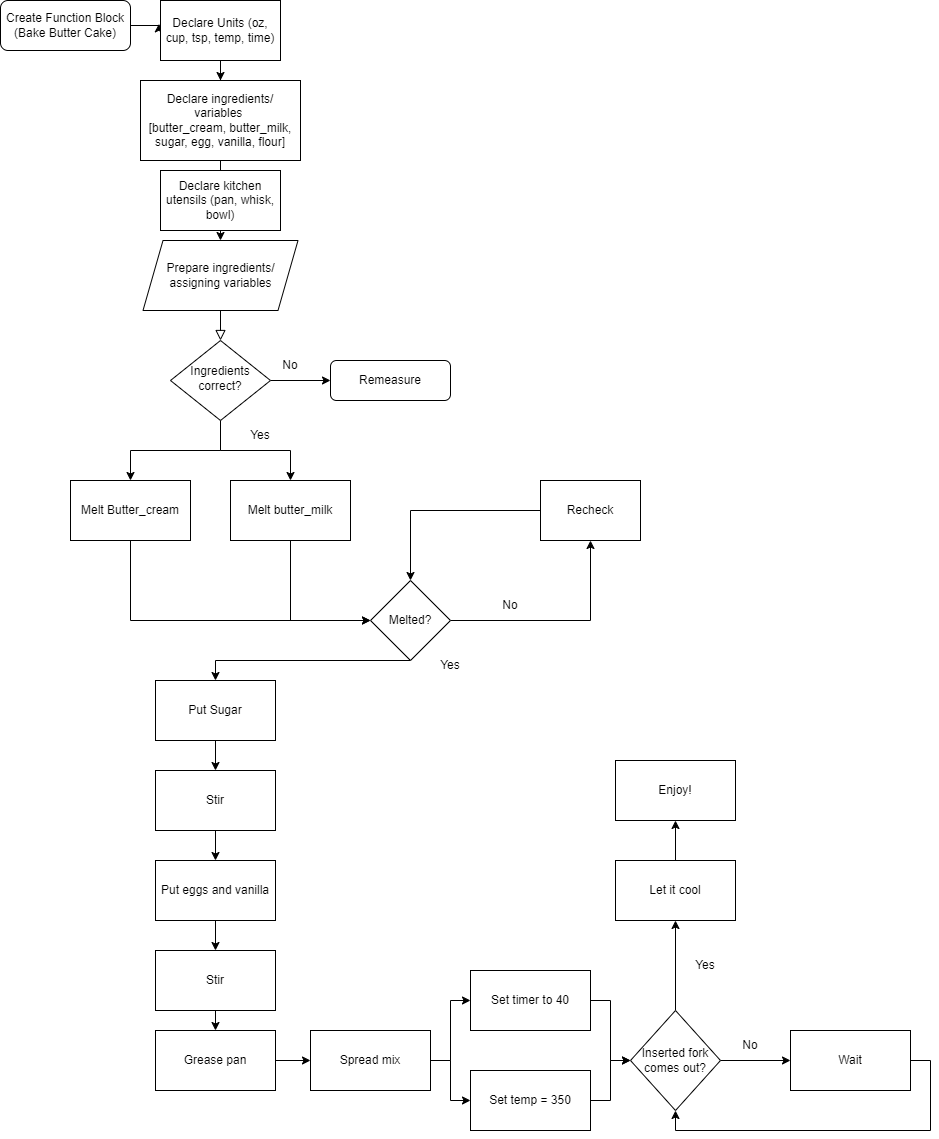 Create Function Block
(Bake Butter Cake)
Declare Units (oz,
cup, tsp, temp, time)
Declare ingredients/
variables
[butter_cream, butter_milk,
sugar, egg, vanilla, flour]
Declare kitchen
utensils (pan, whisk,
bowl)
Prepare ingredients/
assigning variables
Ingredients
correct?
No
Remeasure
Yes
Melt Butter_cream
Melt butter_milk
Recheck
Melted?
No
Yes
Put Sugar
Stir
Put eggs and vanilla
Stir
Grease pan
Spread mix
Set timer to 40
Set temp = 350
Inserted fork
comes out?
No
Wait
Yes
Let it cool
Enjoy!